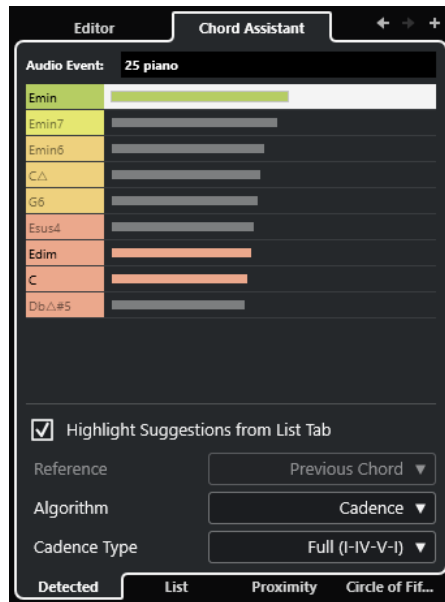 Editor Chord Assistant
Audio Event: 25 piano
Emin
Emin7
Emin6
C△
G6
Esus4
Edim
C
Db△#5
Highlight Suggestions from List Tab
Reference Previous Chord
Algorithm Cadence
Cadence Type Full (I-IV-V-I)
Detected List Proximity Circle of Fif...